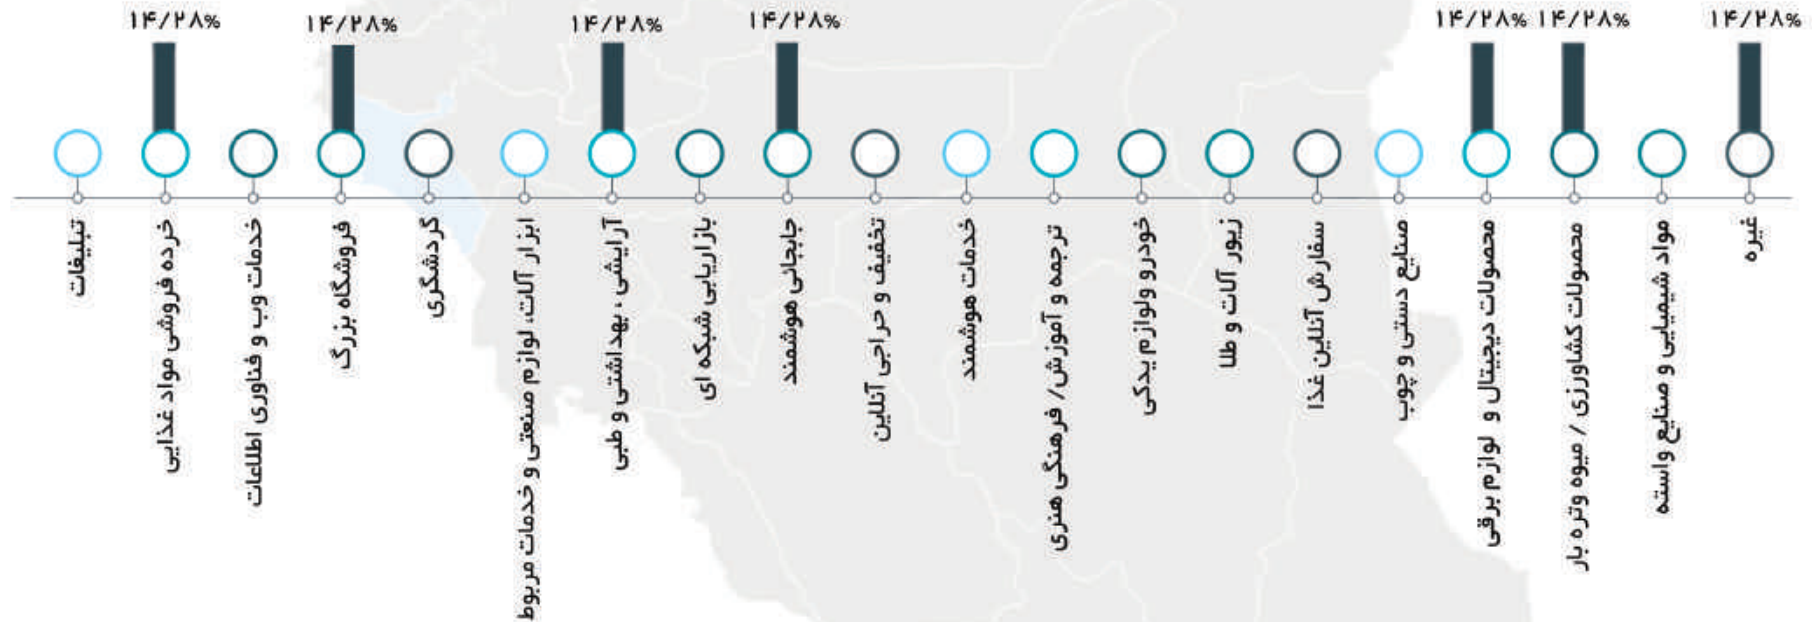 ۱۴/۲۸%
۱۴/۲۸%
۱۴/۲۸%
۱۴/۲۸%
۱۴/۲۸%
۱۴/۲۸%
۱۴/۲۸%
تبلیغات
خرده فروشی مواد غذایی
خدمات وب و فناوری اطلاعات
فروشگاه بزرگ
گردشگری
ابزار آلات، لوازم صنعتی و خدمات مربوط
آرایشی ، بهداشتی و طبی
بازاریابی شبکه ای
جابجائی هوشمند
تخفیف و حراجی آنلاین
خدمات هوشمند
ترجمه و آموزش/ فرهنگی هنری
خودرو ولوازم یدکی
زیور آلات و طلا
سفارش آنلاین غذا
صنایع دستی و چوب
محصولات دیجیتال و لوازم برقی
محصولات کشاورزی / میوه وتره بار
مواد شیمیایی و صنایع واسته
غیره